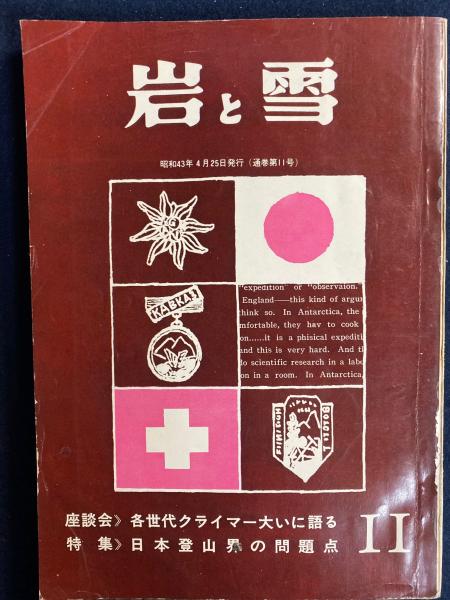 岩と雪
昭和43年4月25日発行（通巻第11号）
КАВКАЗ
"expedition" or "observaion.
England——this kind of argu
think so. In Antarctica, the
mfortable, they hav to cook
on......it is a phisical expediti
and this is very hard. And t
do scientific research in a labo
on in a room. In Antarctica,
座談会》各世代クライマー大いに語る
特集》日本登山界の問題点
11